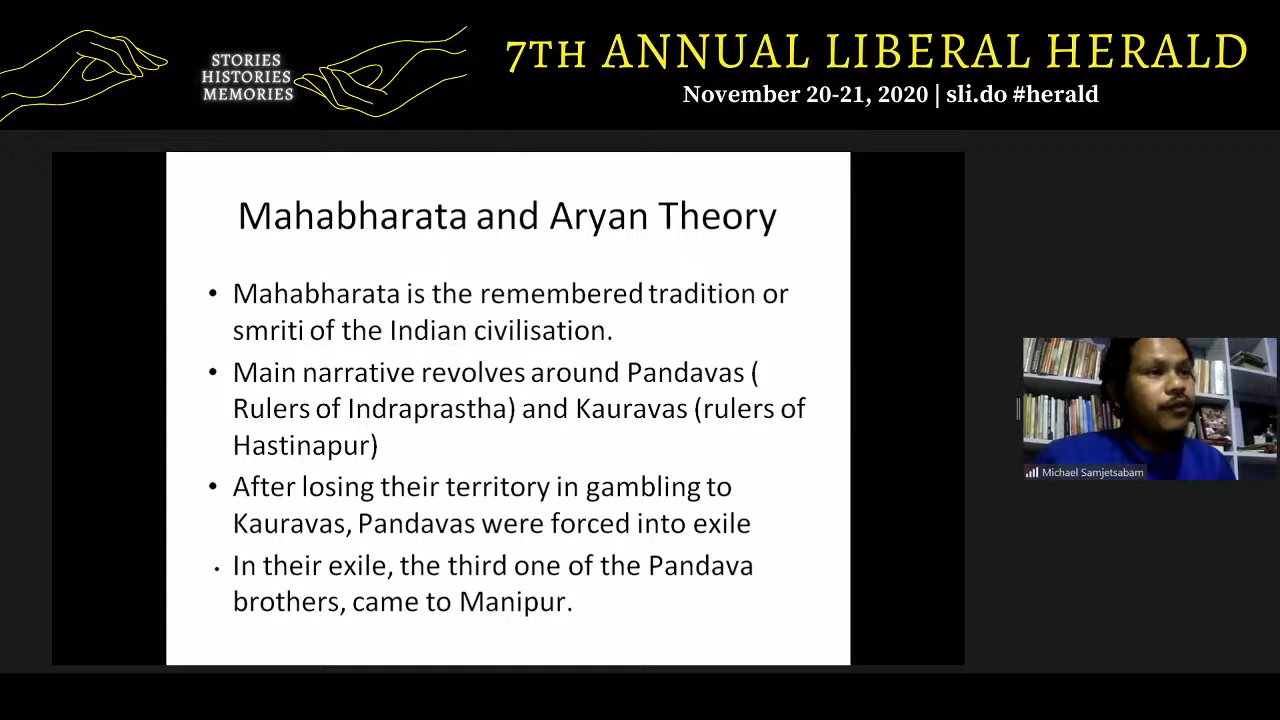 STORIES
HISTORIES
MEMORIES
7TH ANNUAL LIBERAL HERALD
November 20-21, 2020 | sli.do #herald
Mahabharata and Aryan Theory
• Mahabharata is the remembered tradition or
smriti of the Indian civilisation.
• Main narrative revolves around Pandavas (
Rulers of Indraprastha) and Kauravas (rulers of
Hastinapur)
• After losing their territory in gambling to
Kauravas, Pandavas were forced into exile
• In their exile, the third one of the Pandava
brothers, came to Manipur.
Michael Samjetsabam